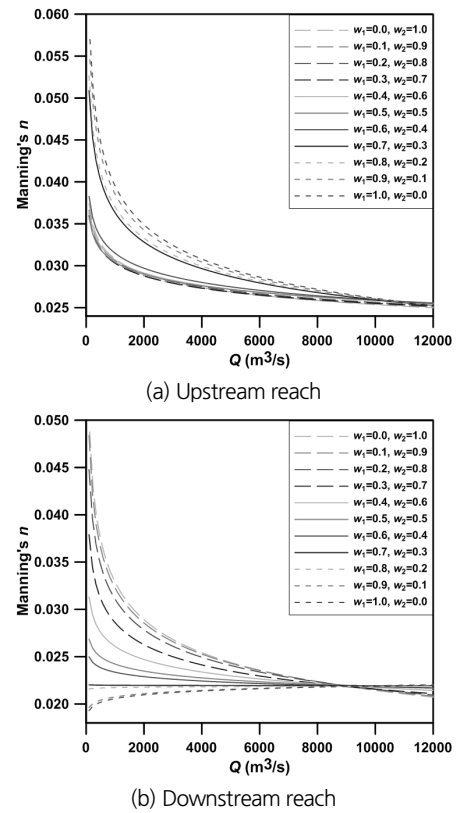 0.060
0.055
0.050
0.045
0.040
0.035
0.030
0.025
Manning's n
w1=0.0, w2=1.0
w1=0.1, w2=0.9
w1=0.2, w2=0.8
w1=0.3, w2=0.7
w1=0.4, w2=0.6
w1=0.5, w2=0.5
w1=0.6, w2=0.4
w1=0.7, w2=0.3
w1=0.8, w2=0.2
w1=0.9, w2=0.1
w1=1.0, w2=0.0
0 2000 4000 6000 8000 10000 12000
Q (m3/s)
(a) Upstream reach
0.050
0.045
0.040
0.035
0.030
0.025
0.020
Manning's n
w1=0.0, w2=1.0
w1=0.1, w2=0.9
w1=0.2, w2=0.8
w1=0.3, w2=0.7
w1=0.4, w2=0.6
w1=0.5, w2=0.5
w1=0.6, w2=0.4
w1=0.7, w2=0.3
w1=0.8, w2=0.2
w1=0.9, w2=0.1
w1=1.0, w2=0.0
0 2000 4000 6000 8000 10000 12000
Q (m3/s)
(b) Downstream reach